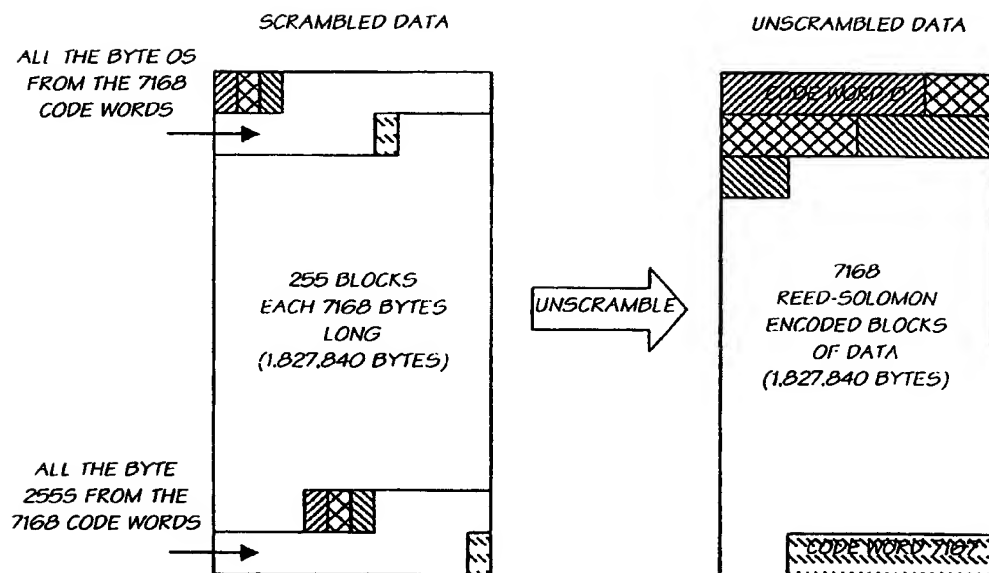 SCRAMBLED DATA
UNSCRAMBLED DATA
ALL THE BYTE 0S
FROM THE 7168
CODE WORDS
CODE WORD 0
255 BLOCKS
EACH 7168 BYTES
LONG
(1,827,840 BYTES)
UNSCRAMBLE
7168
REED-SOLOMON
ENCODED BLOCKS
OF DATA
(1,827,840 BYTES)
ALL THE BYTE
255S FROM THE
7168 CODE WORDS
CODE WORD 7167